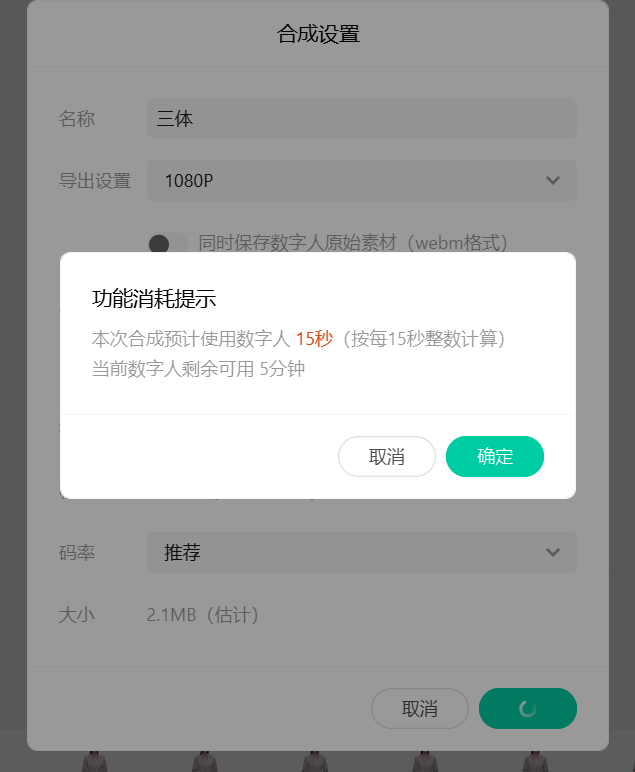 合成设置
名称
三体
导出设置
1080P
同时保存数字人原始素材（webm格式）
功能消耗提示
本次合成预计使用数字人 15秒（按每15秒整数计算）
当前数字人剩余可用 5分钟
取消
确定
码率
推荐
大小
2.1MB（估计）
取消